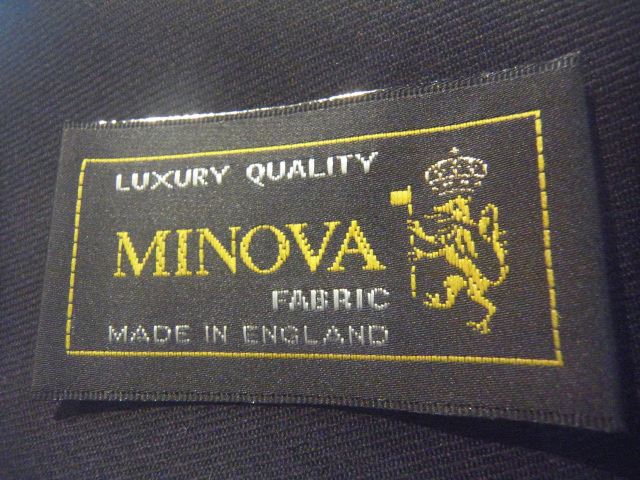 LUXURY QUALITY
MINOVA
FABRIC
MADE IN ENGLAND